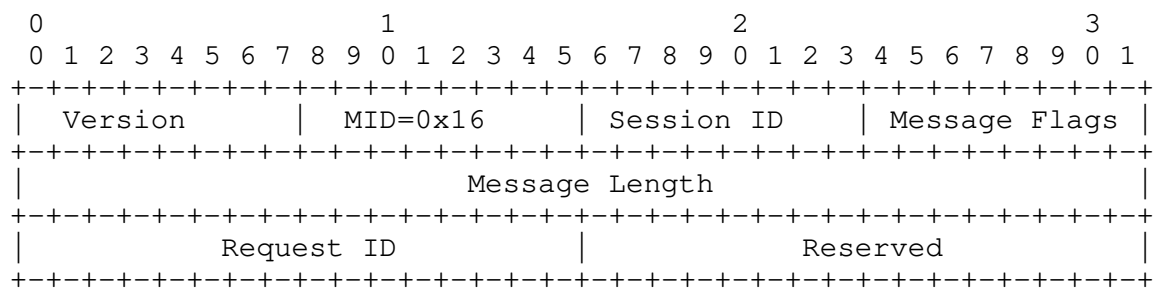 0                   1                   2                   3
 0 1 2 3 4 5 6 7 8 9 0 1 2 3 4 5 6 7 8 9 0 1 2 3 4 5 6 7 8 9 0 1
+-+-+-+-+-+-+-+-+-+-+-+-+-+-+-+-+-+-+-+-+-+-+-+-+-+-+-+-+-+-+-+-+
|  Version      |  MID=0x16     | Session ID    | Message Flags |
+-+-+-+-+-+-+-+-+-+-+-+-+-+-+-+-+-+-+-+-+-+-+-+-+-+-+-+-+-+-+-+-+
|                         Message Length                        |
+-+-+-+-+-+-+-+-+-+-+-+-+-+-+-+-+-+-+-+-+-+-+-+-+-+-+-+-+-+-+-+-+
|           Request ID          |            Reserved           |
+-+-+-+-+-+-+-+-+-+-+-+-+-+-+-+-+-+-+-+-+-+-+-+-+-+-+-+-+-+-+-+-+